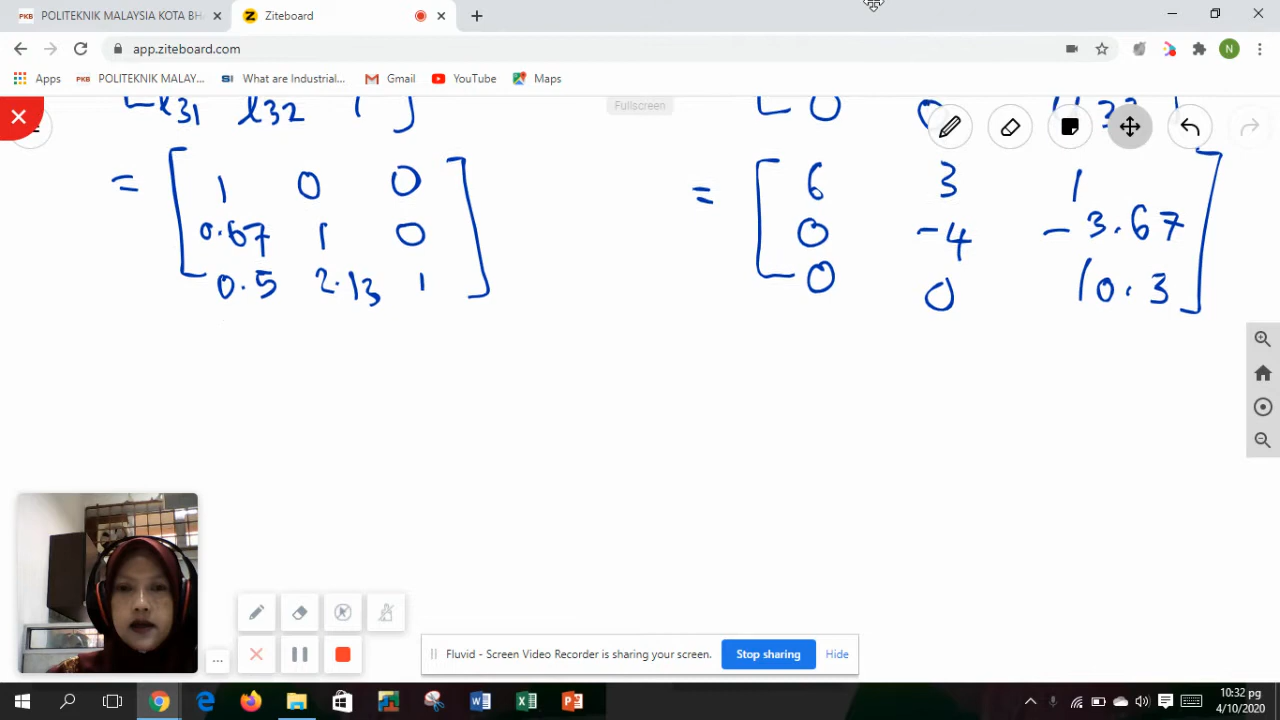 POLITEKNIK MALAYSIA KOTA BH
Ziteboard
app.ziteboard.com
Apps
POLITEKNIK MALAY...
What are Industrial...
Gmail
YouTube
Maps
Fullscreen
l31 l32 1
0 0
= [ 1 0 0 ]
0.67 1 0
0.5 2.13 1
= [ 6 3 1 ]
0 -4 -3.67
0 0 10.3
Fluvid - Screen Video Recorder is sharing your screen.
Stop sharing
Hide
10:32 pg
4/10/2020